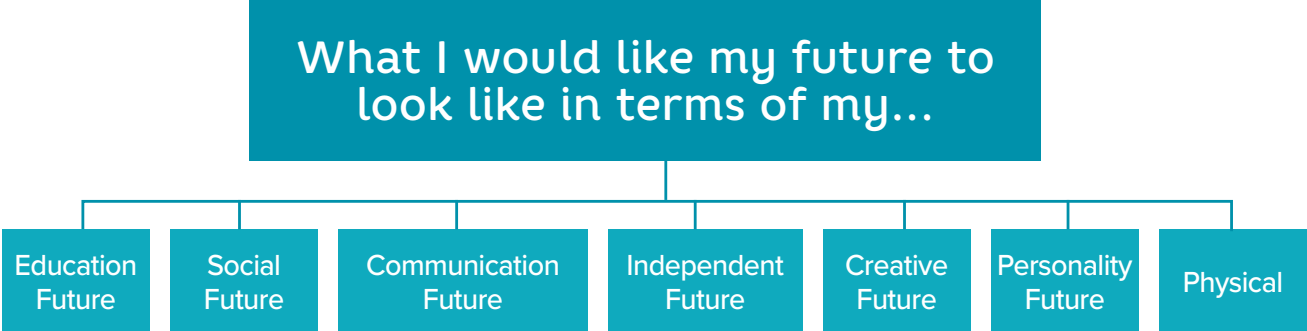 What I would like my future to
look like in terms of my...
Education
Future
Social
Future
Communication
Future
Independent
Future
Creative
Future
Personality
Future
Physical